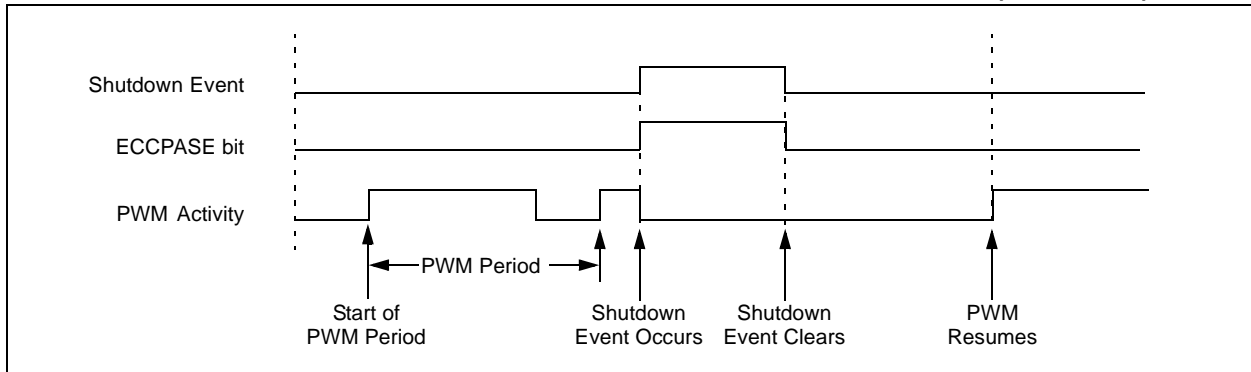 Shutdown Event
ECCPASE bit
PWM Activity
PWM Period
Start of
PWM Period
Shutdown
Event Occurs
Shutdown
Event Clears
PWM
Resumes